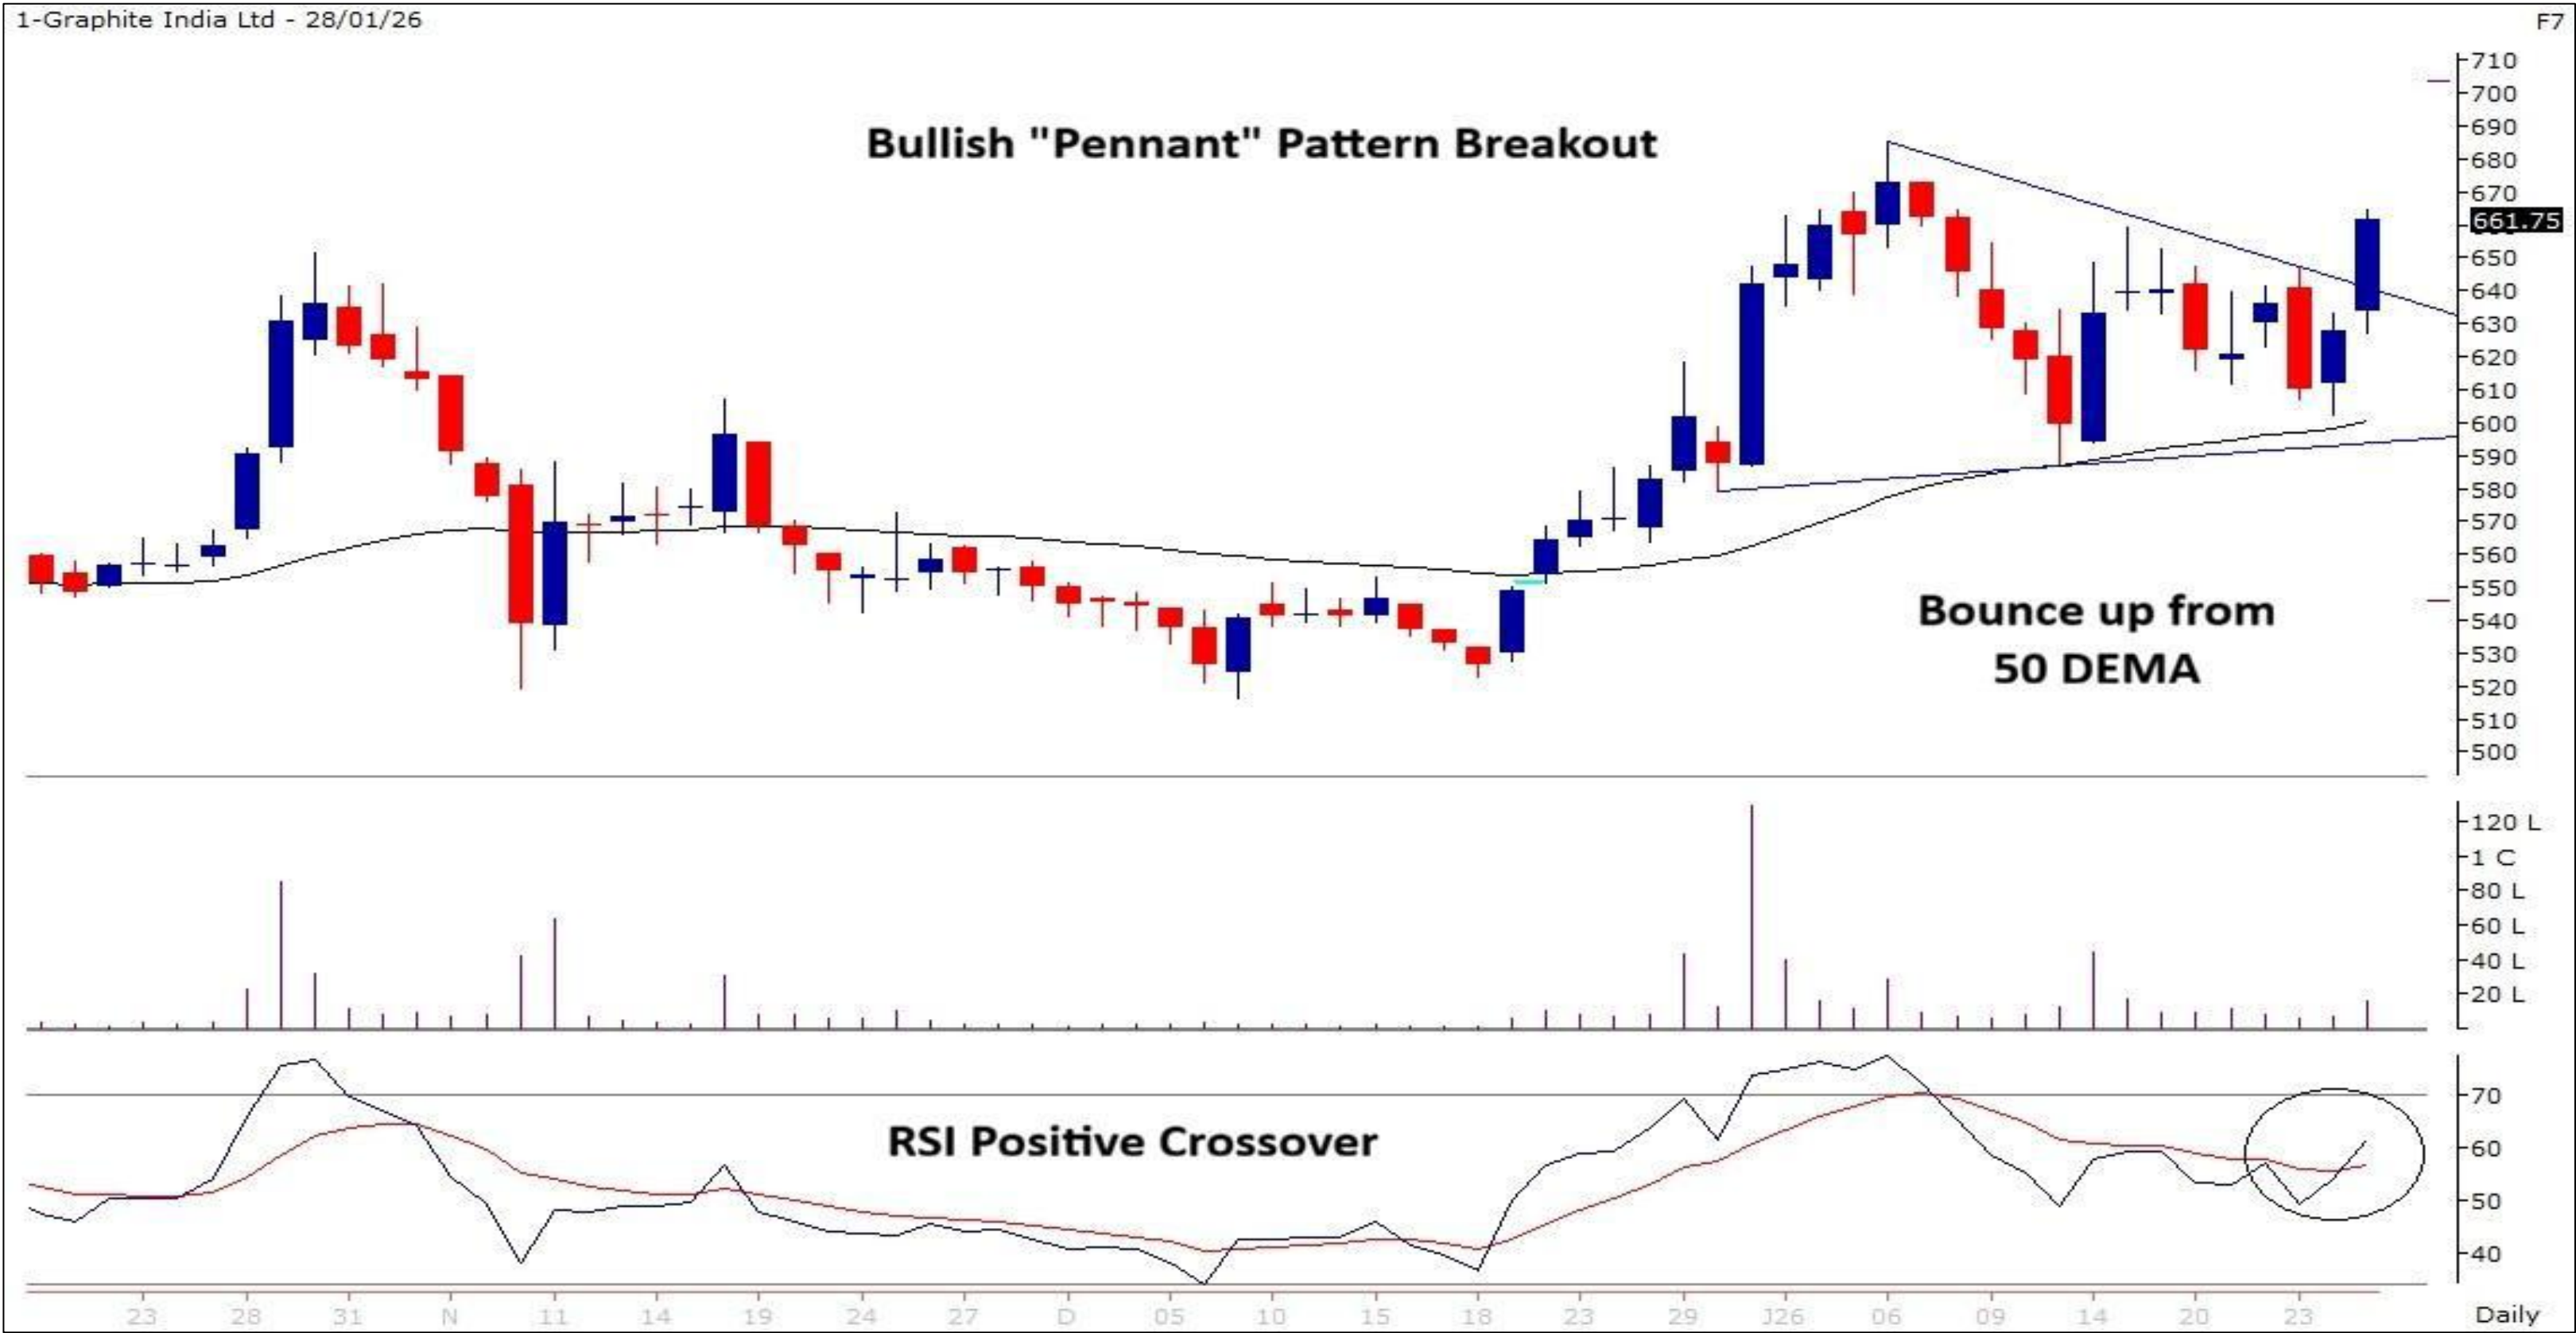 1-Graphite India Ltd - 28/01/26
F7
Bullish "Pennant" Pattern Breakout
710
700
690
680
670
661.75
650
640
630
620
610
600
590
580
570
560
550
540
530
520
510
500
Bounce up from
50 DEMA
120 L
1 C
80 L
60 L
40 L
20 L
RSI Positive Crossover
70
60
50
40
23 28 31 N 11 14 19 24 27 D 05 10 15 18 23 29 J26 06 09 14 20 23
Daily